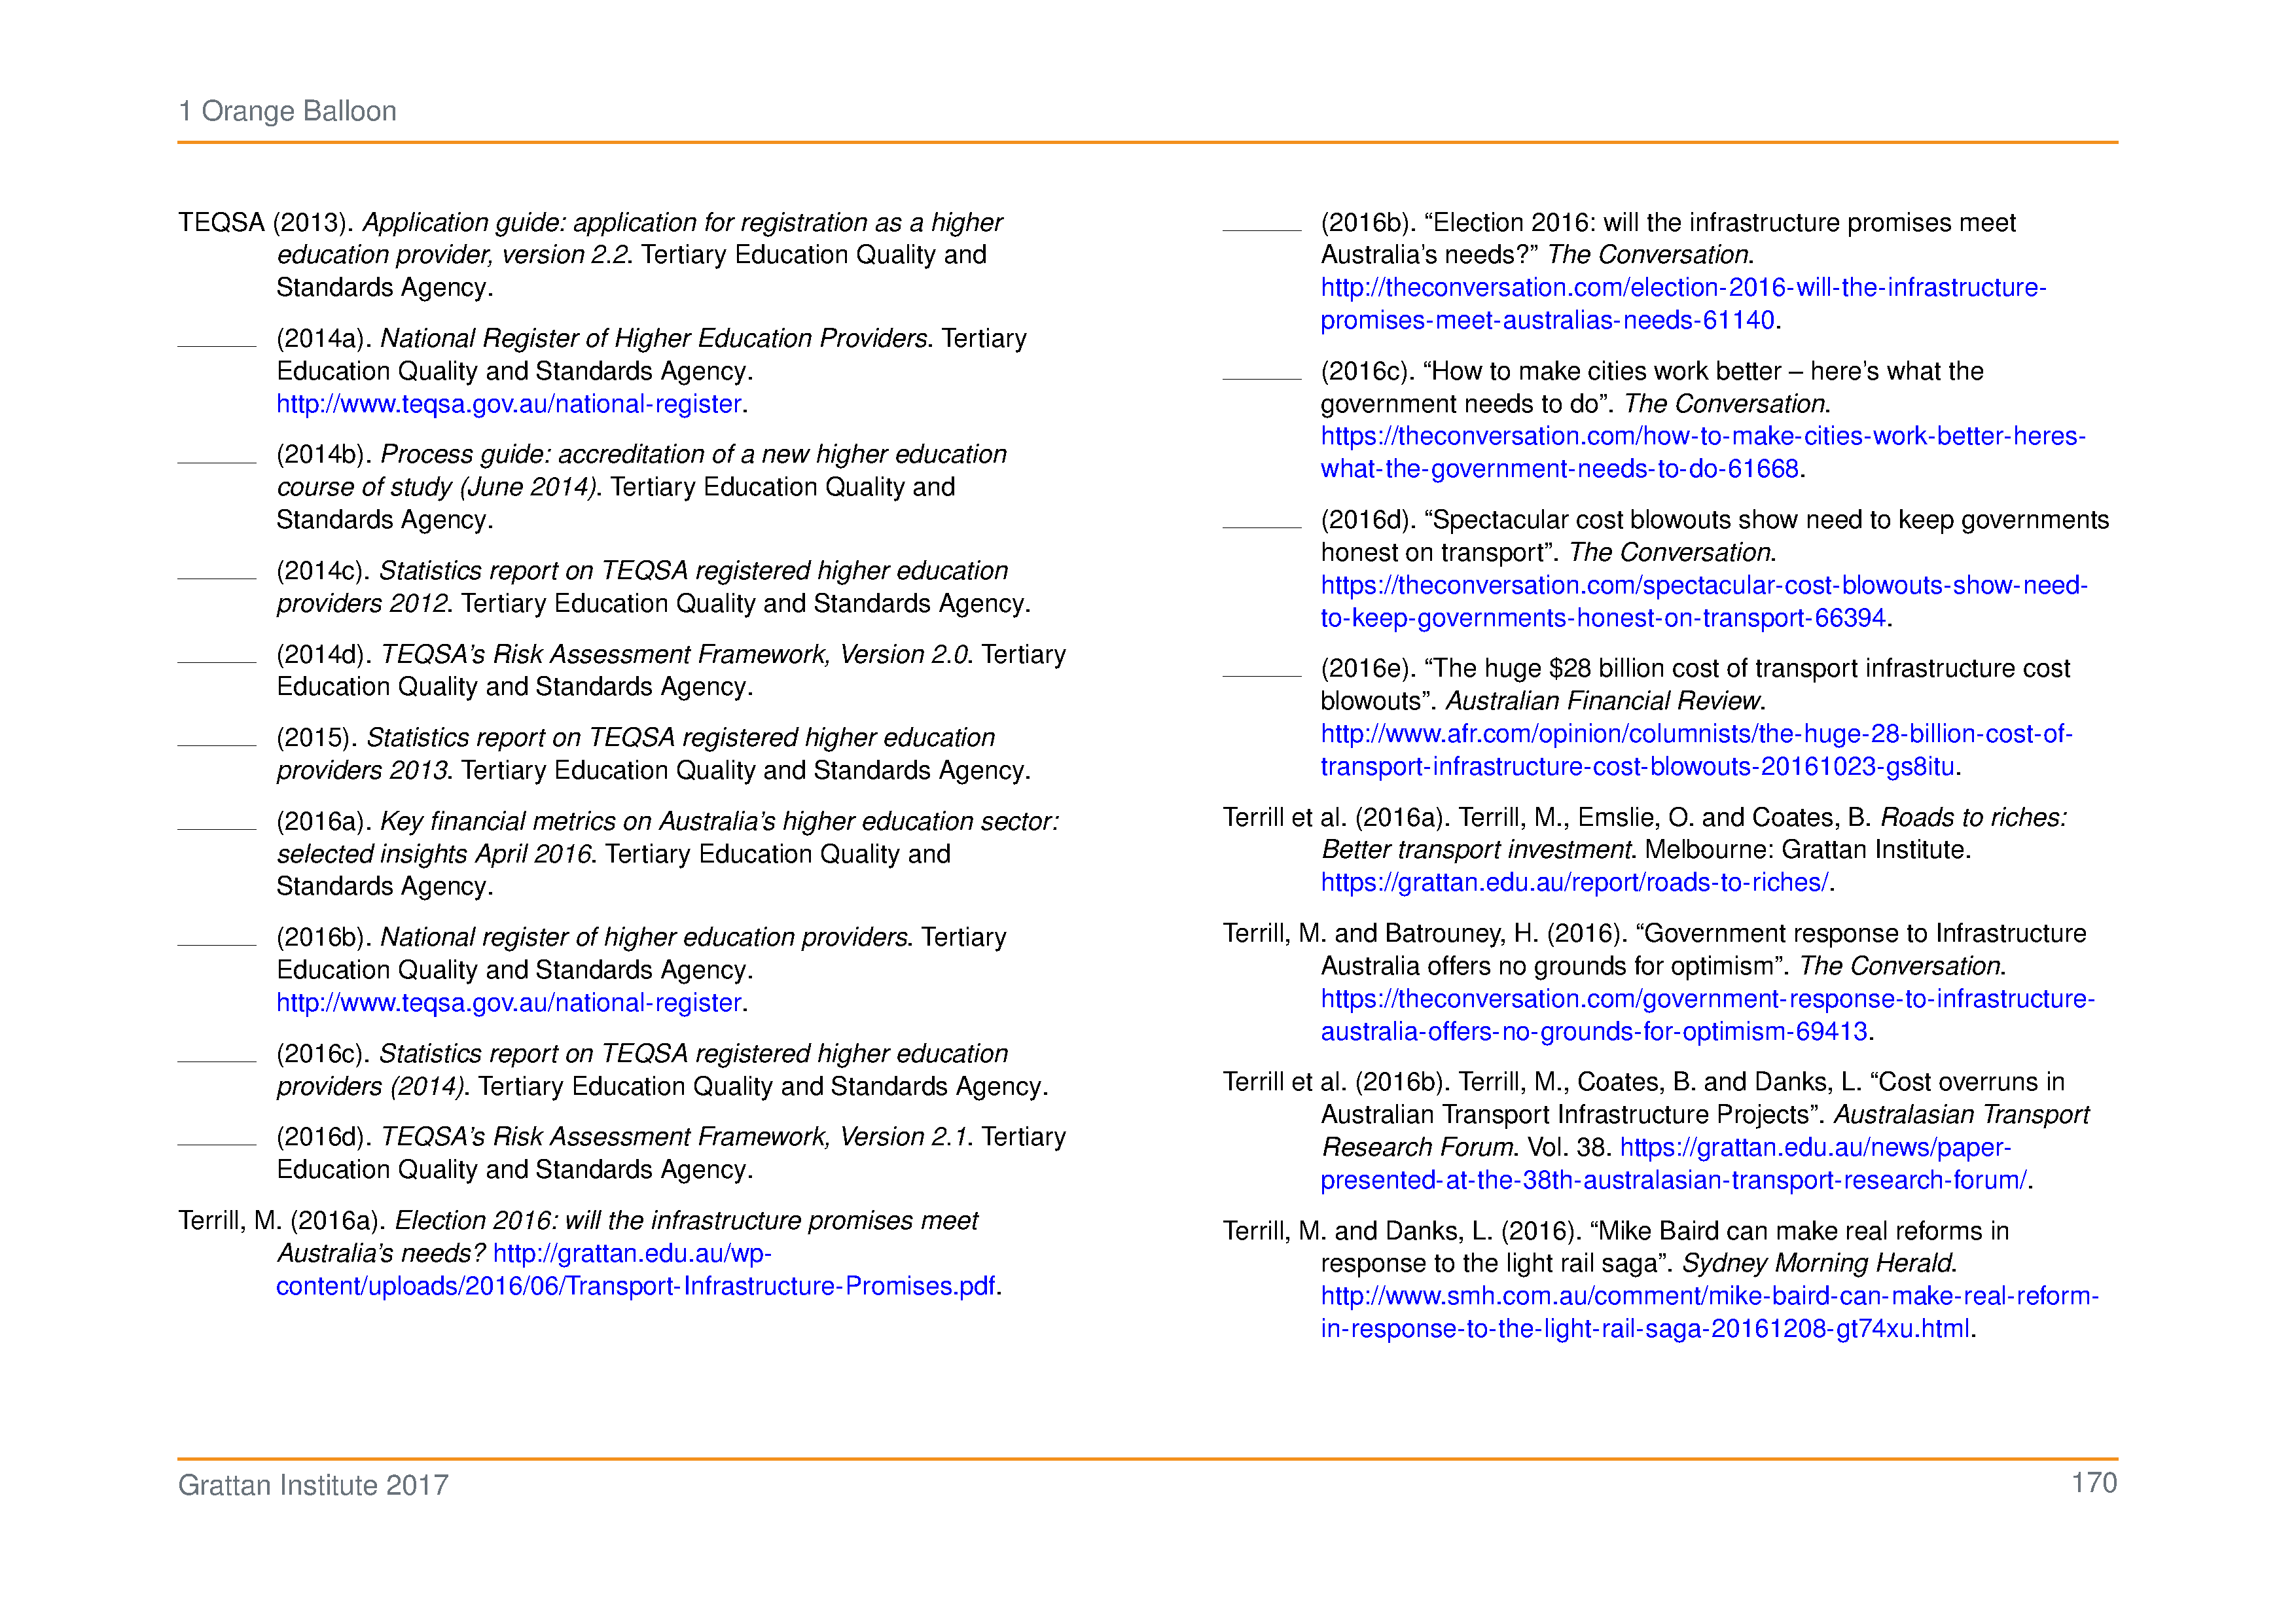 1 Orange Balloon
TEQSA (2013). Application guide: application for registration as a higher
education provider, version 2.2. Tertiary Education Quality and
Standards Agency.
(2014a). National Register of Higher Education Providers. Tertiary
Education Quality and Standards Agency.
http://www.teqsa.gov.au/national-register.
(2014b). Process guide: accreditation of a new higher education
course of study (June 2014). Tertiary Education Quality and
Standards Agency.
(2014c). Statistics report on TEQSA registered higher education
providers 2012. Tertiary Education Quality and Standards Agency.
(2014d). TEQSA’s Risk Assessment Framework, Version 2.0. Tertiary
Education Quality and Standards Agency.
(2015). Statistics report on TEQSA registered higher education
providers 2013. Tertiary Education Quality and Standards Agency.
(2016a). Key financial metrics on Australia’s higher education sector:
selected insights April 2016. Tertiary Education Quality and
Standards Agency.
(2016b). National register of higher education providers. Tertiary
Education Quality and Standards Agency.
http://www.teqsa.gov.au/national-register.
(2016c). Statistics report on TEQSA registered higher education
providers (2014). Tertiary Education Quality and Standards Agency.
(2016d). TEQSA’s Risk Assessment Framework, Version 2.1. Tertiary
Education Quality and Standards Agency.
Terrill, M. (2016a). Election 2016: will the infrastructure promises meet
Australia’s needs? http://grattan.edu.au/wp-
content/uploads/2016/06/Transport-Infrastructure-Promises.pdf.
(2016b). “Election 2016: will the infrastructure promises meet
Australia’s needs?” The Conversation.
http://theconversation.com/election-2016-will-the-infrastructure-
promises-meet-australias-needs-61140.
(2016c). “How to make cities work better – here’s what the
government needs to do”. The Conversation.
https://theconversation.com/how-to-make-cities-work-better-heres-
what-the-government-needs-to-do-61668.
(2016d). “Spectacular cost blowouts show need to keep governments
honest on transport”. The Conversation.
https://theconversation.com/spectacular-cost-blowouts-show-need-
to-keep-governments-honest-on-transport-66394.
(2016e). “The huge $28 billion cost of transport infrastructure cost
blowouts”. Australian Financial Review.
http://www.afr.com/opinion/columnists/the-huge-28-billion-cost-of-
transport-infrastructure-cost-blowouts-20161023-gs8itu.
Terrill et al. (2016a). Terrill, M., Emslie, O. and Coates, B. Roads to riches:
Better transport investment. Melbourne: Grattan Institute.
https://grattan.edu.au/report/roads-to-riches/.
Terrill, M. and Batrouney, H. (2016). “Government response to Infrastructure
Australia offers no grounds for optimism”. The Conversation.
https://theconversation.com/government-response-to-infrastructure-
australia-offers-no-grounds-for-optimism-69413.
Terrill et al. (2016b). Terrill, M., Coates, B. and Danks, L. “Cost overruns in
Australian Transport Infrastructure Projects”. Australasian Transport
Research Forum. Vol. 38. https://grattan.edu.au/news/paper-
presented-at-the-38th-australasian-transport-research-forum/.
Terrill, M. and Danks, L. (2016). “Mike Baird can make real reforms in
response to the light rail saga”. Sydney Morning Herald.
http://www.smh.com.au/comment/mike-baird-can-make-real-reform-
in-response-to-the-light-rail-saga-20161208-gt74xu.html.
Grattan Institute 2017
170